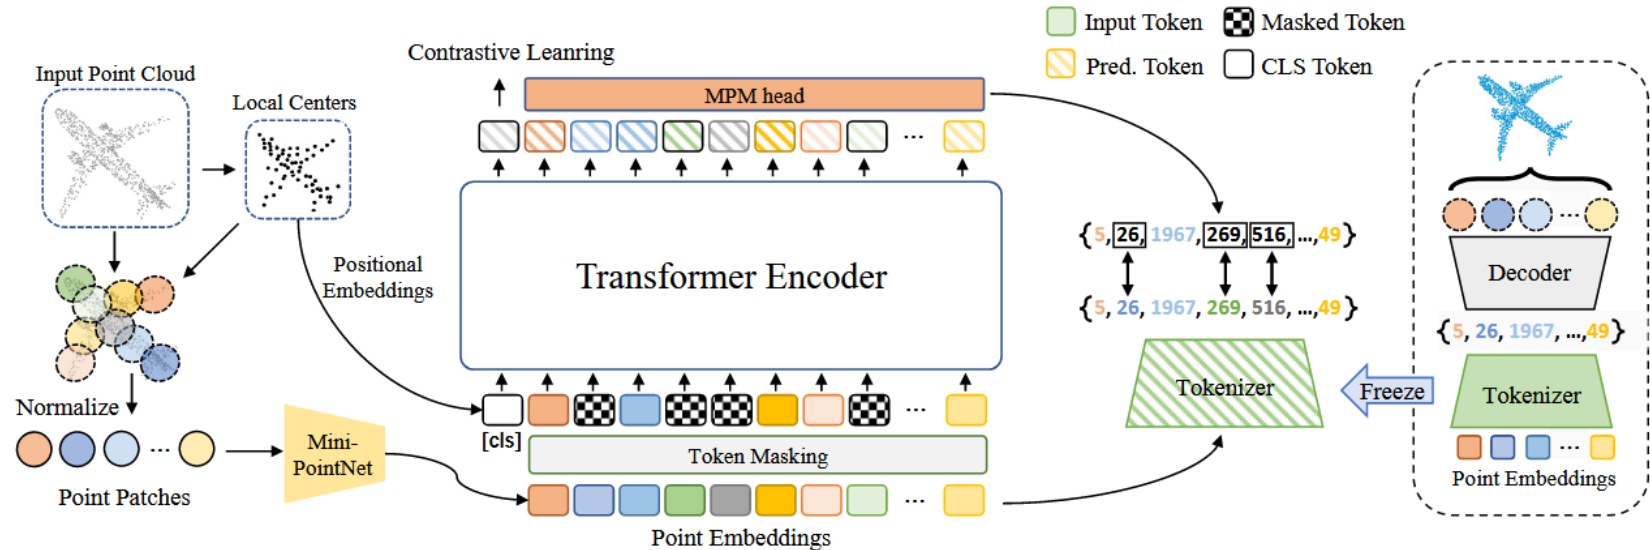 Input Token
Masked Token
Pred. Token
CLS Token
Contrastive Leanring
Input Point Cloud
Local Centers
MPM head
...
Positional
Embeddings
Transformer Encoder
{5, 26, 1967, 269, 516, ...,49}
{5, 26, 1967, 269, 516, ...,49}
Tokenizer
Freeze
...
Decoder
{5, 26, 1967, ...,49}
Tokenizer
...
Point Embeddings
Normalize
...
Point Patches
Mini-
PointNet
[cls]
...
Token Masking
...
Point Embeddings